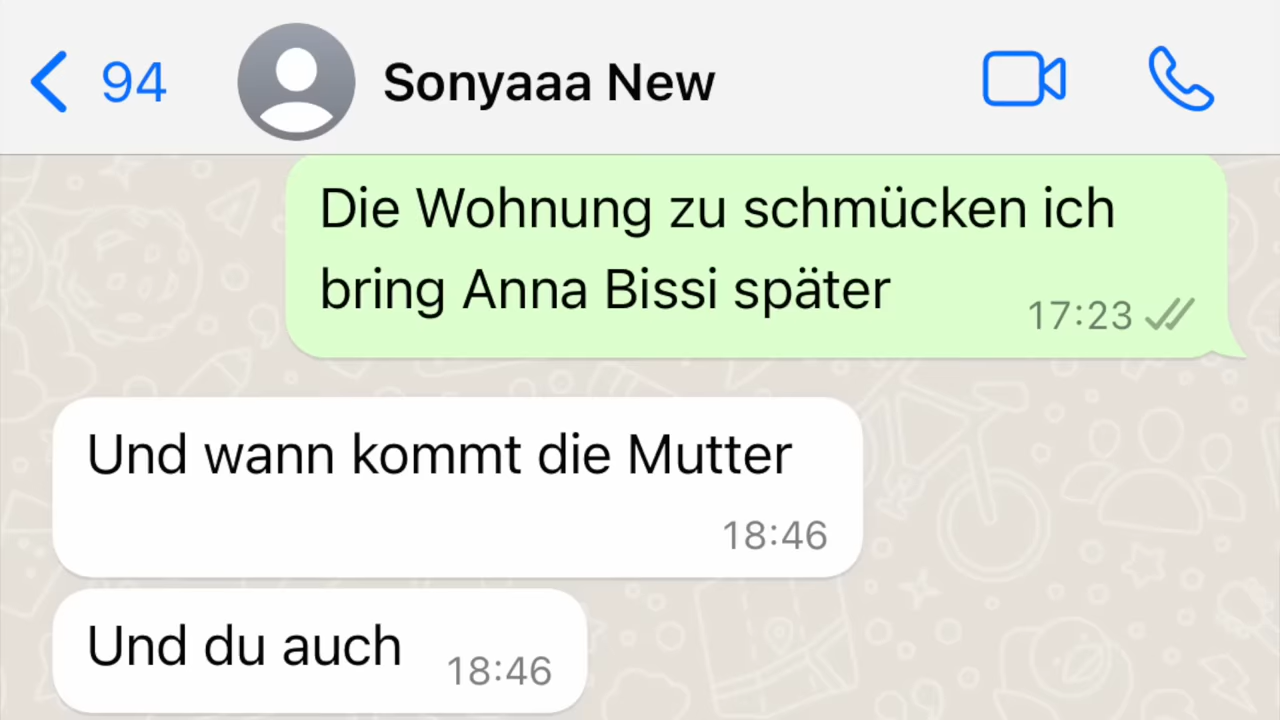 94
Sonyaaa New
Die Wohnung zu schmücken ich
bring Anna Bissi später
17:23
Und wann kommt die Mutter
18:46
Und du auch
18:46